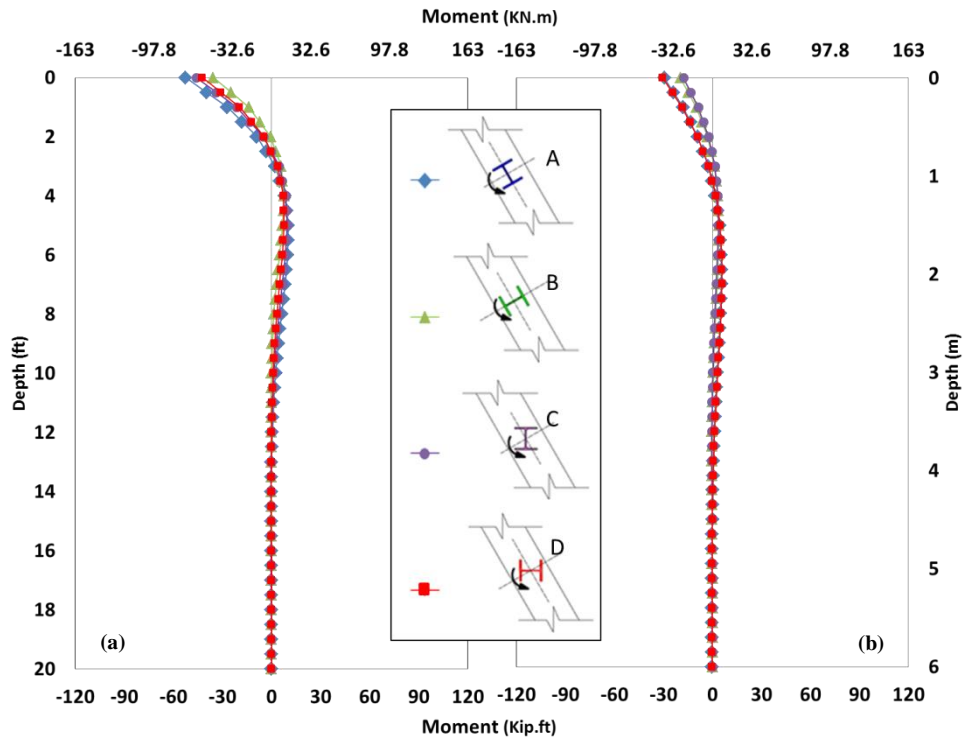 Moment (KN.m)
-163 -97.8 -32.6 32.6 97.8 163 -163 -97.8 -32.6 32.6 97.8 163
0 0
2
A
1
4
6
B
2
8
Depth (ft)
Depth (m)
10 3
C
12
4
14
D
16
5
18
(a) (b)
20 6
-120 -90 -60 -30 0 30 60 90 120 -120 -90 -60 -30 0 30 60 90 120
Moment (Kip.ft)